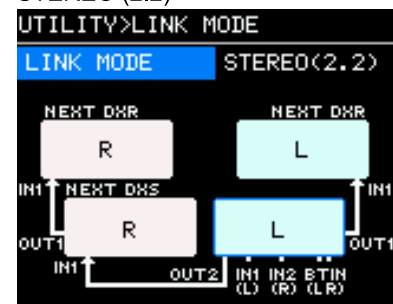 UTILITY>LINK MODE
LINK MODE STEREO(2.2)
NEXT DXR NEXT DXR
R L
IN1 NEXT DXS IN1
R L
OUT1 OUT1
IN1 OUT2 IN1 IN2 BTIN
(L) (R) (LR)